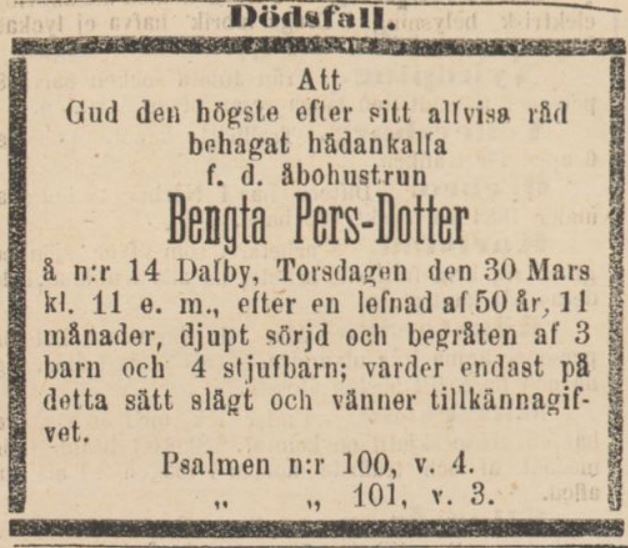 Dödsfall.
Att
Gud den högste efter sitt allvisa råd
behagat hädankalla
f. d. åbohustrun
Bengta Pers-Dotter
å n:r 14 Dalby, Torsdagen den 30 Mars
kl. 11 e. m., efter en lefnad af 50 år, 11
månader, djupt sörjd och begråten af 3
barn och 4 stjufbarn; varder endast på
detta sätt slägt och vänner tillkännagif-
vet.
Psalmen n:r 100, v. 4.
„ „ 101, v. 3.